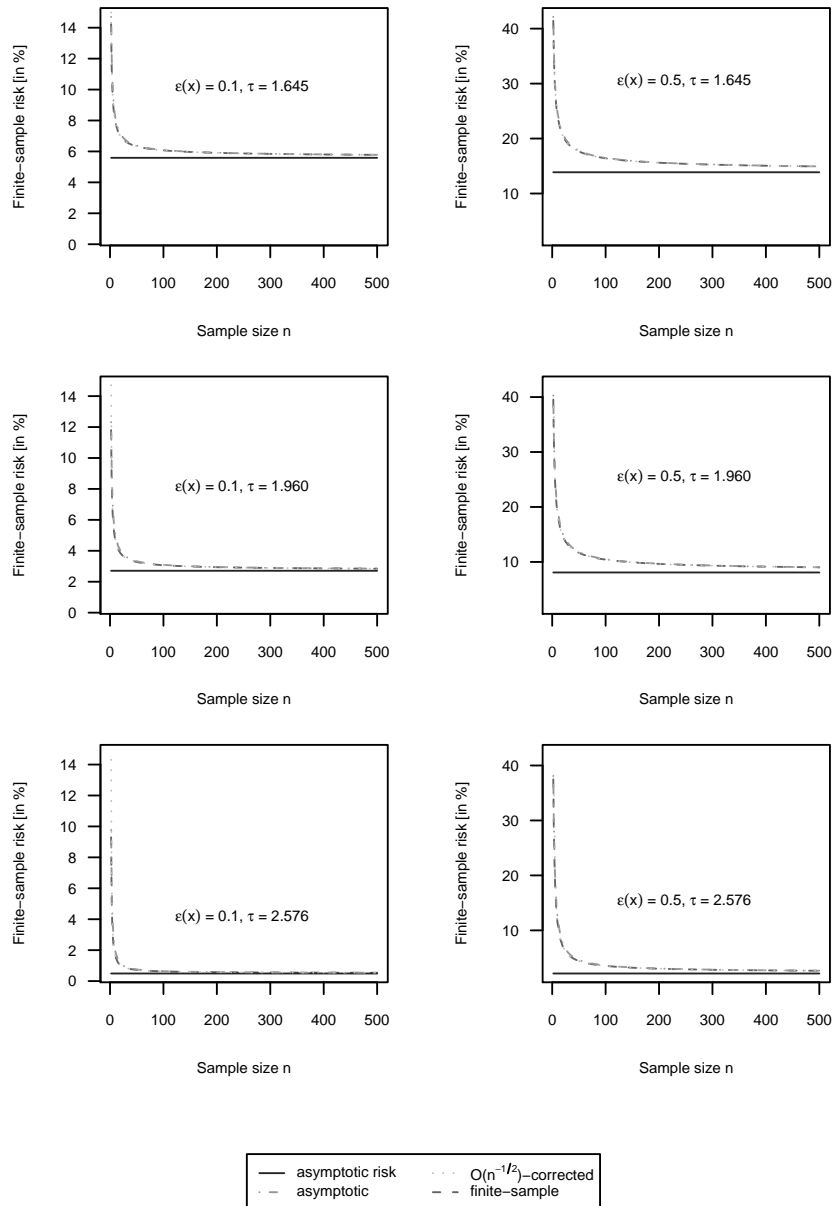 Finite−sample risk [in %]
14
12
10
8
6
4
2
0
ε(x) = 0.1, τ = 1.645
0 100 200 300 400 500
Sample size n
Finite−sample risk [in %]
40
30
20
10
ε(x) = 0.5, τ = 1.645
0 100 200 300 400 500
Sample size n
Finite−sample risk [in %]
14
12
10
8
6
4
2
0
ε(x) = 0.1, τ = 1.960
0 100 200 300 400 500
Sample size n
Finite−sample risk [in %]
40
30
20
10
ε(x) = 0.5, τ = 1.960
0 100 200 300 400 500
Sample size n
Finite−sample risk [in %]
14
12
10
8
6
4
2
0
ε(x) = 0.1, τ = 2.576
0 100 200 300 400 500
Sample size n
Finite−sample risk [in %]
40
30
20
10
ε(x) = 0.5, τ = 2.576
0 100 200 300 400 500
Sample size n
asymptotic risk
asymptotic
O(n^−1/2)−corrected
finite−sample